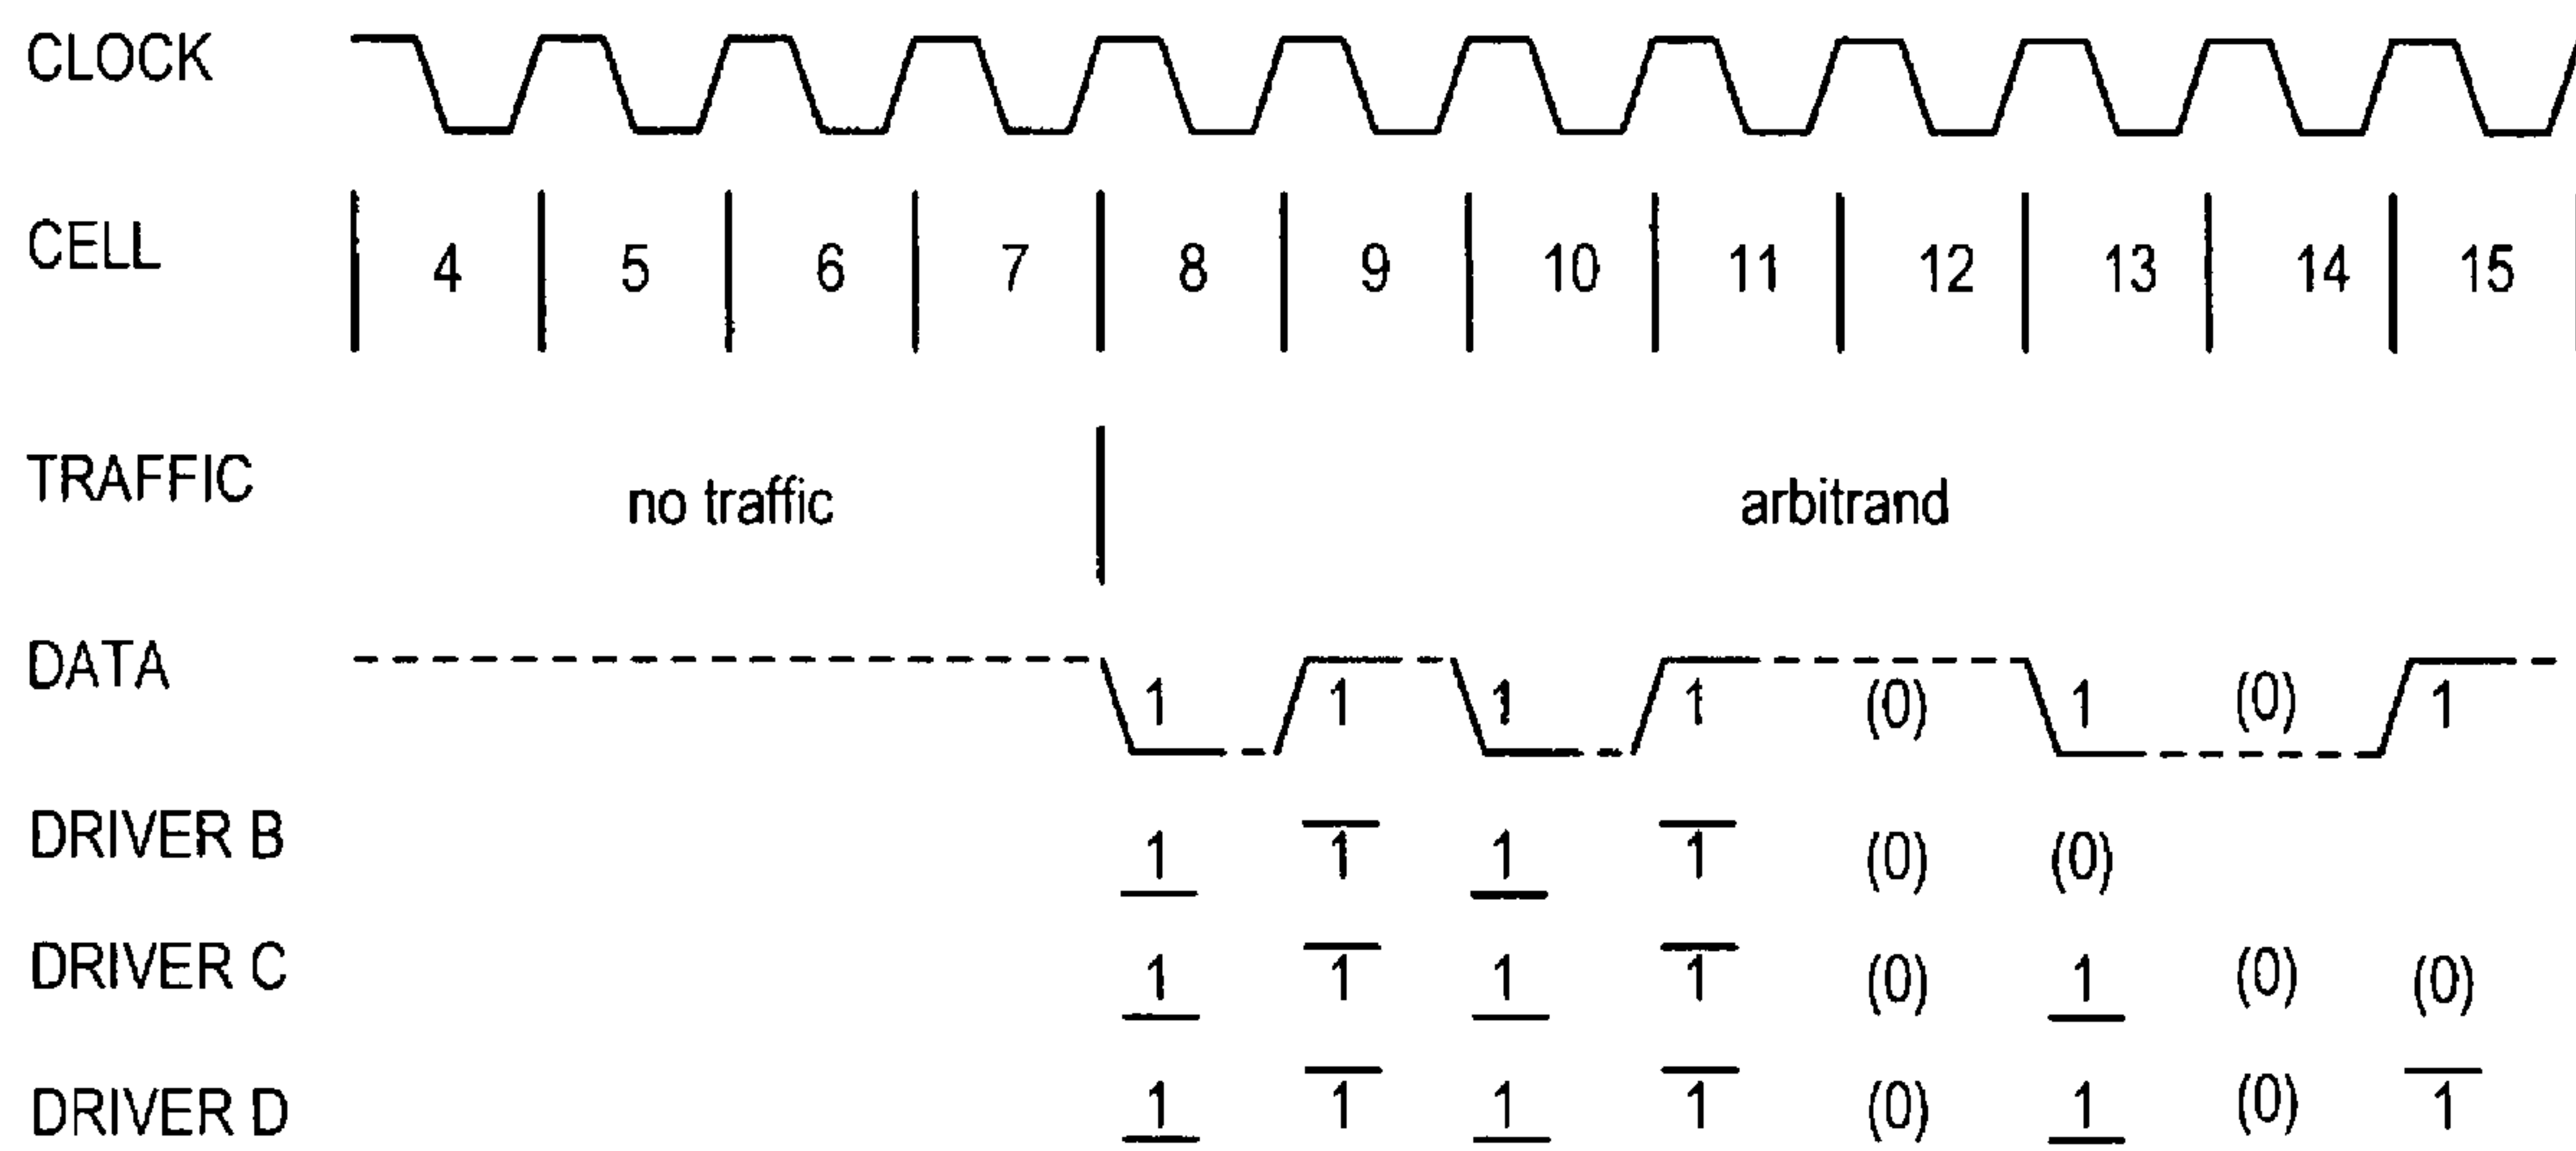 CLOCK
CELL 4 5 6 7 8 9 10 11 12 13 14 15
TRAFFIC no traffic arbitrand
DATA 1 1 1 1 (0) 1 (0) 1
DRIVER B 1 1 1 1 (0) (0)
DRIVER C 1 1 1 1 (0) 1 (0) (0)
DRIVER D 1 1 1 1 (0) 1 (0) 1